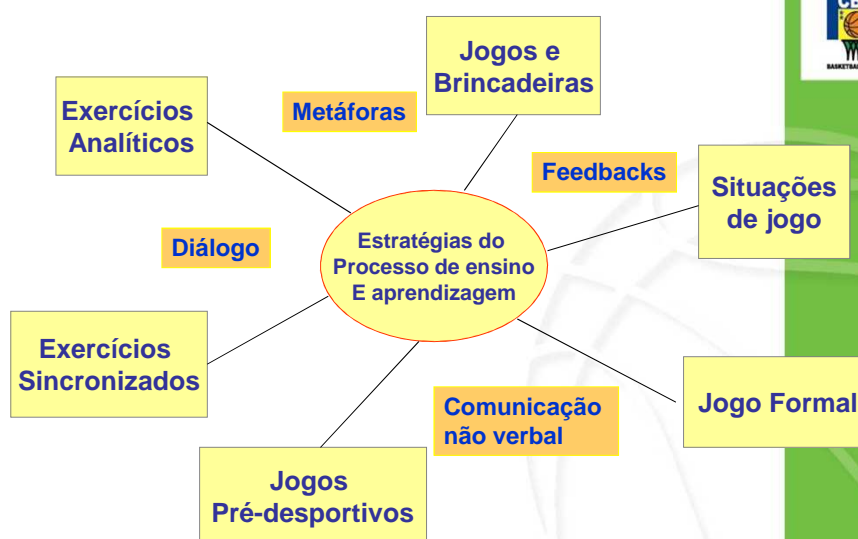 Jogos e
Brincadeiras
Exercícios
Analíticos
Metáforas
Feedbacks
Situações
de jogo
Diálogo
Estratégias do
Processo de ensino
E aprendizagem
Exercícios
Sincronizados
Comunicação
não verbal
Jogo Formal
Jogos
Pré-desportivos